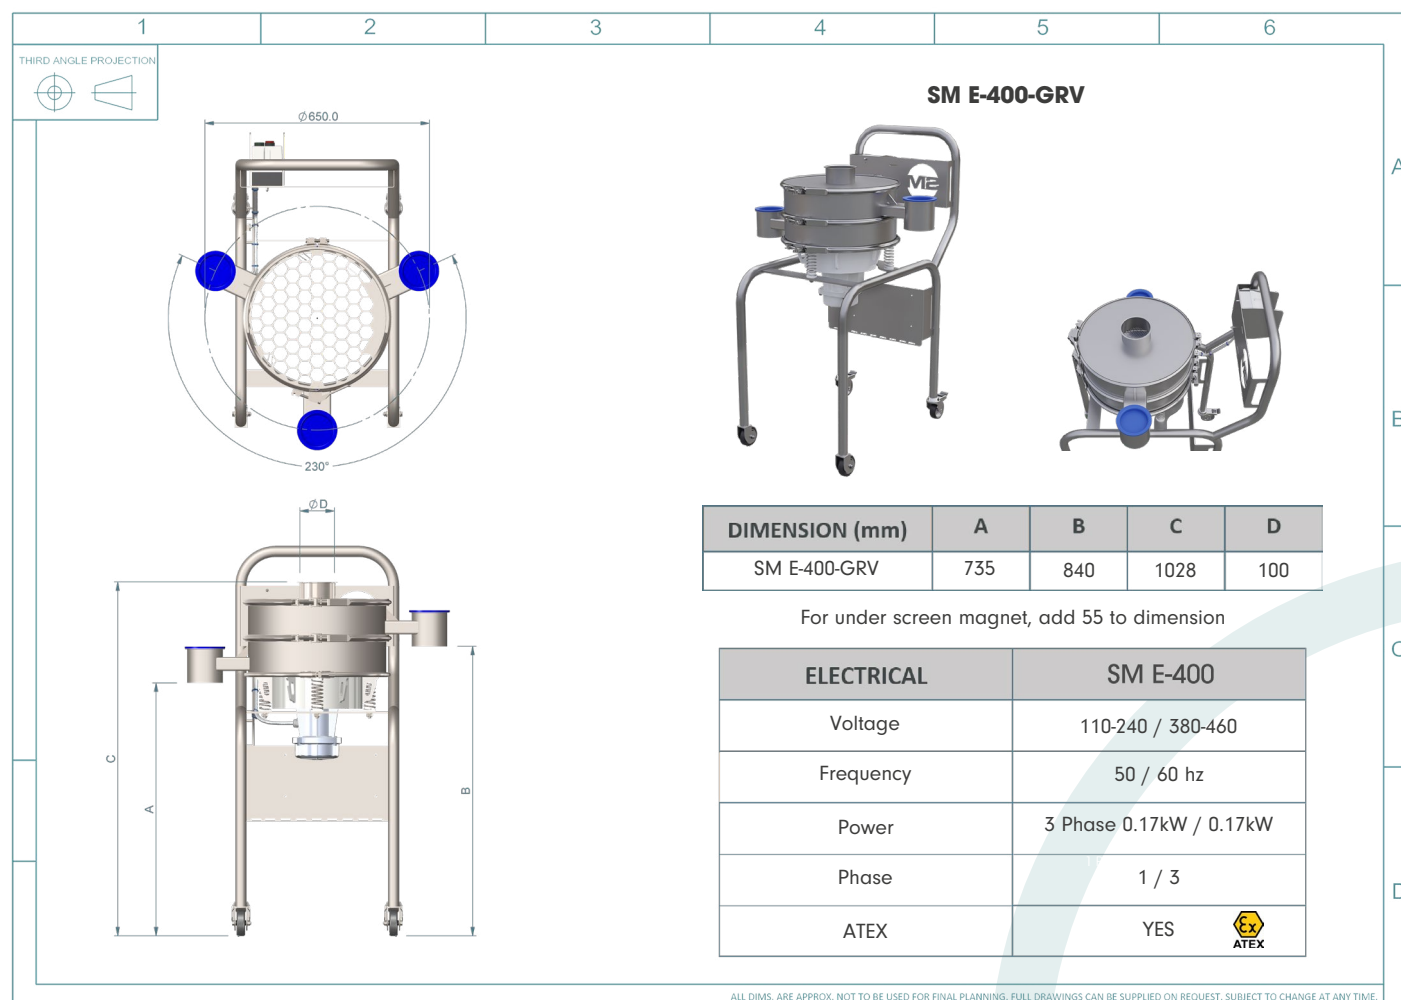 1 2 3 4 5 6
THIRD ANGLE PROJECTION
SM E-400-GRV
A
Ø650.0
B
230°
ØD
DIMENSION (mm) A B C D
SM E-400-GRV 735 840 1028 100
For under screen magnet, add 55 to dimension
C
ELECTRICAL SM E-400
Voltage 110-240 / 380-460
Frequency 50 / 60 hz
C
A
B
Power 3 Phase 0.17kW / 0.17kW
Phase 1 / 3
D
ATEX YES Ex
ATEX
ALL DIMS. ARE APPROX. NOT TO BE USED FOR FINAL PLANNING. FULL DRAWINGS CAN BE SUPPLIED ON REQUEST. SUBJECT TO CHANGE AT ANY TIME.